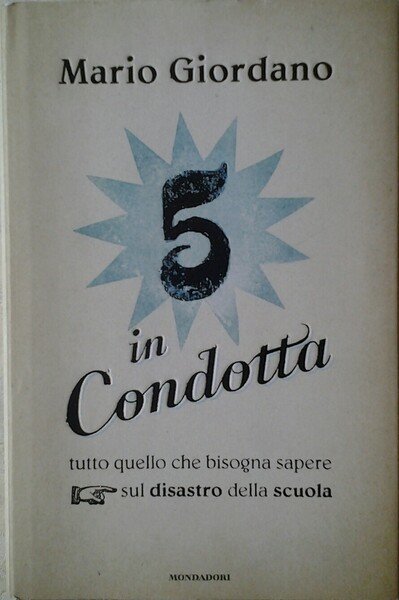 Mario Giordano
5
in
Condotta
tutto quello che bisogna sapere
sul disastro della scuola
MONDADORI